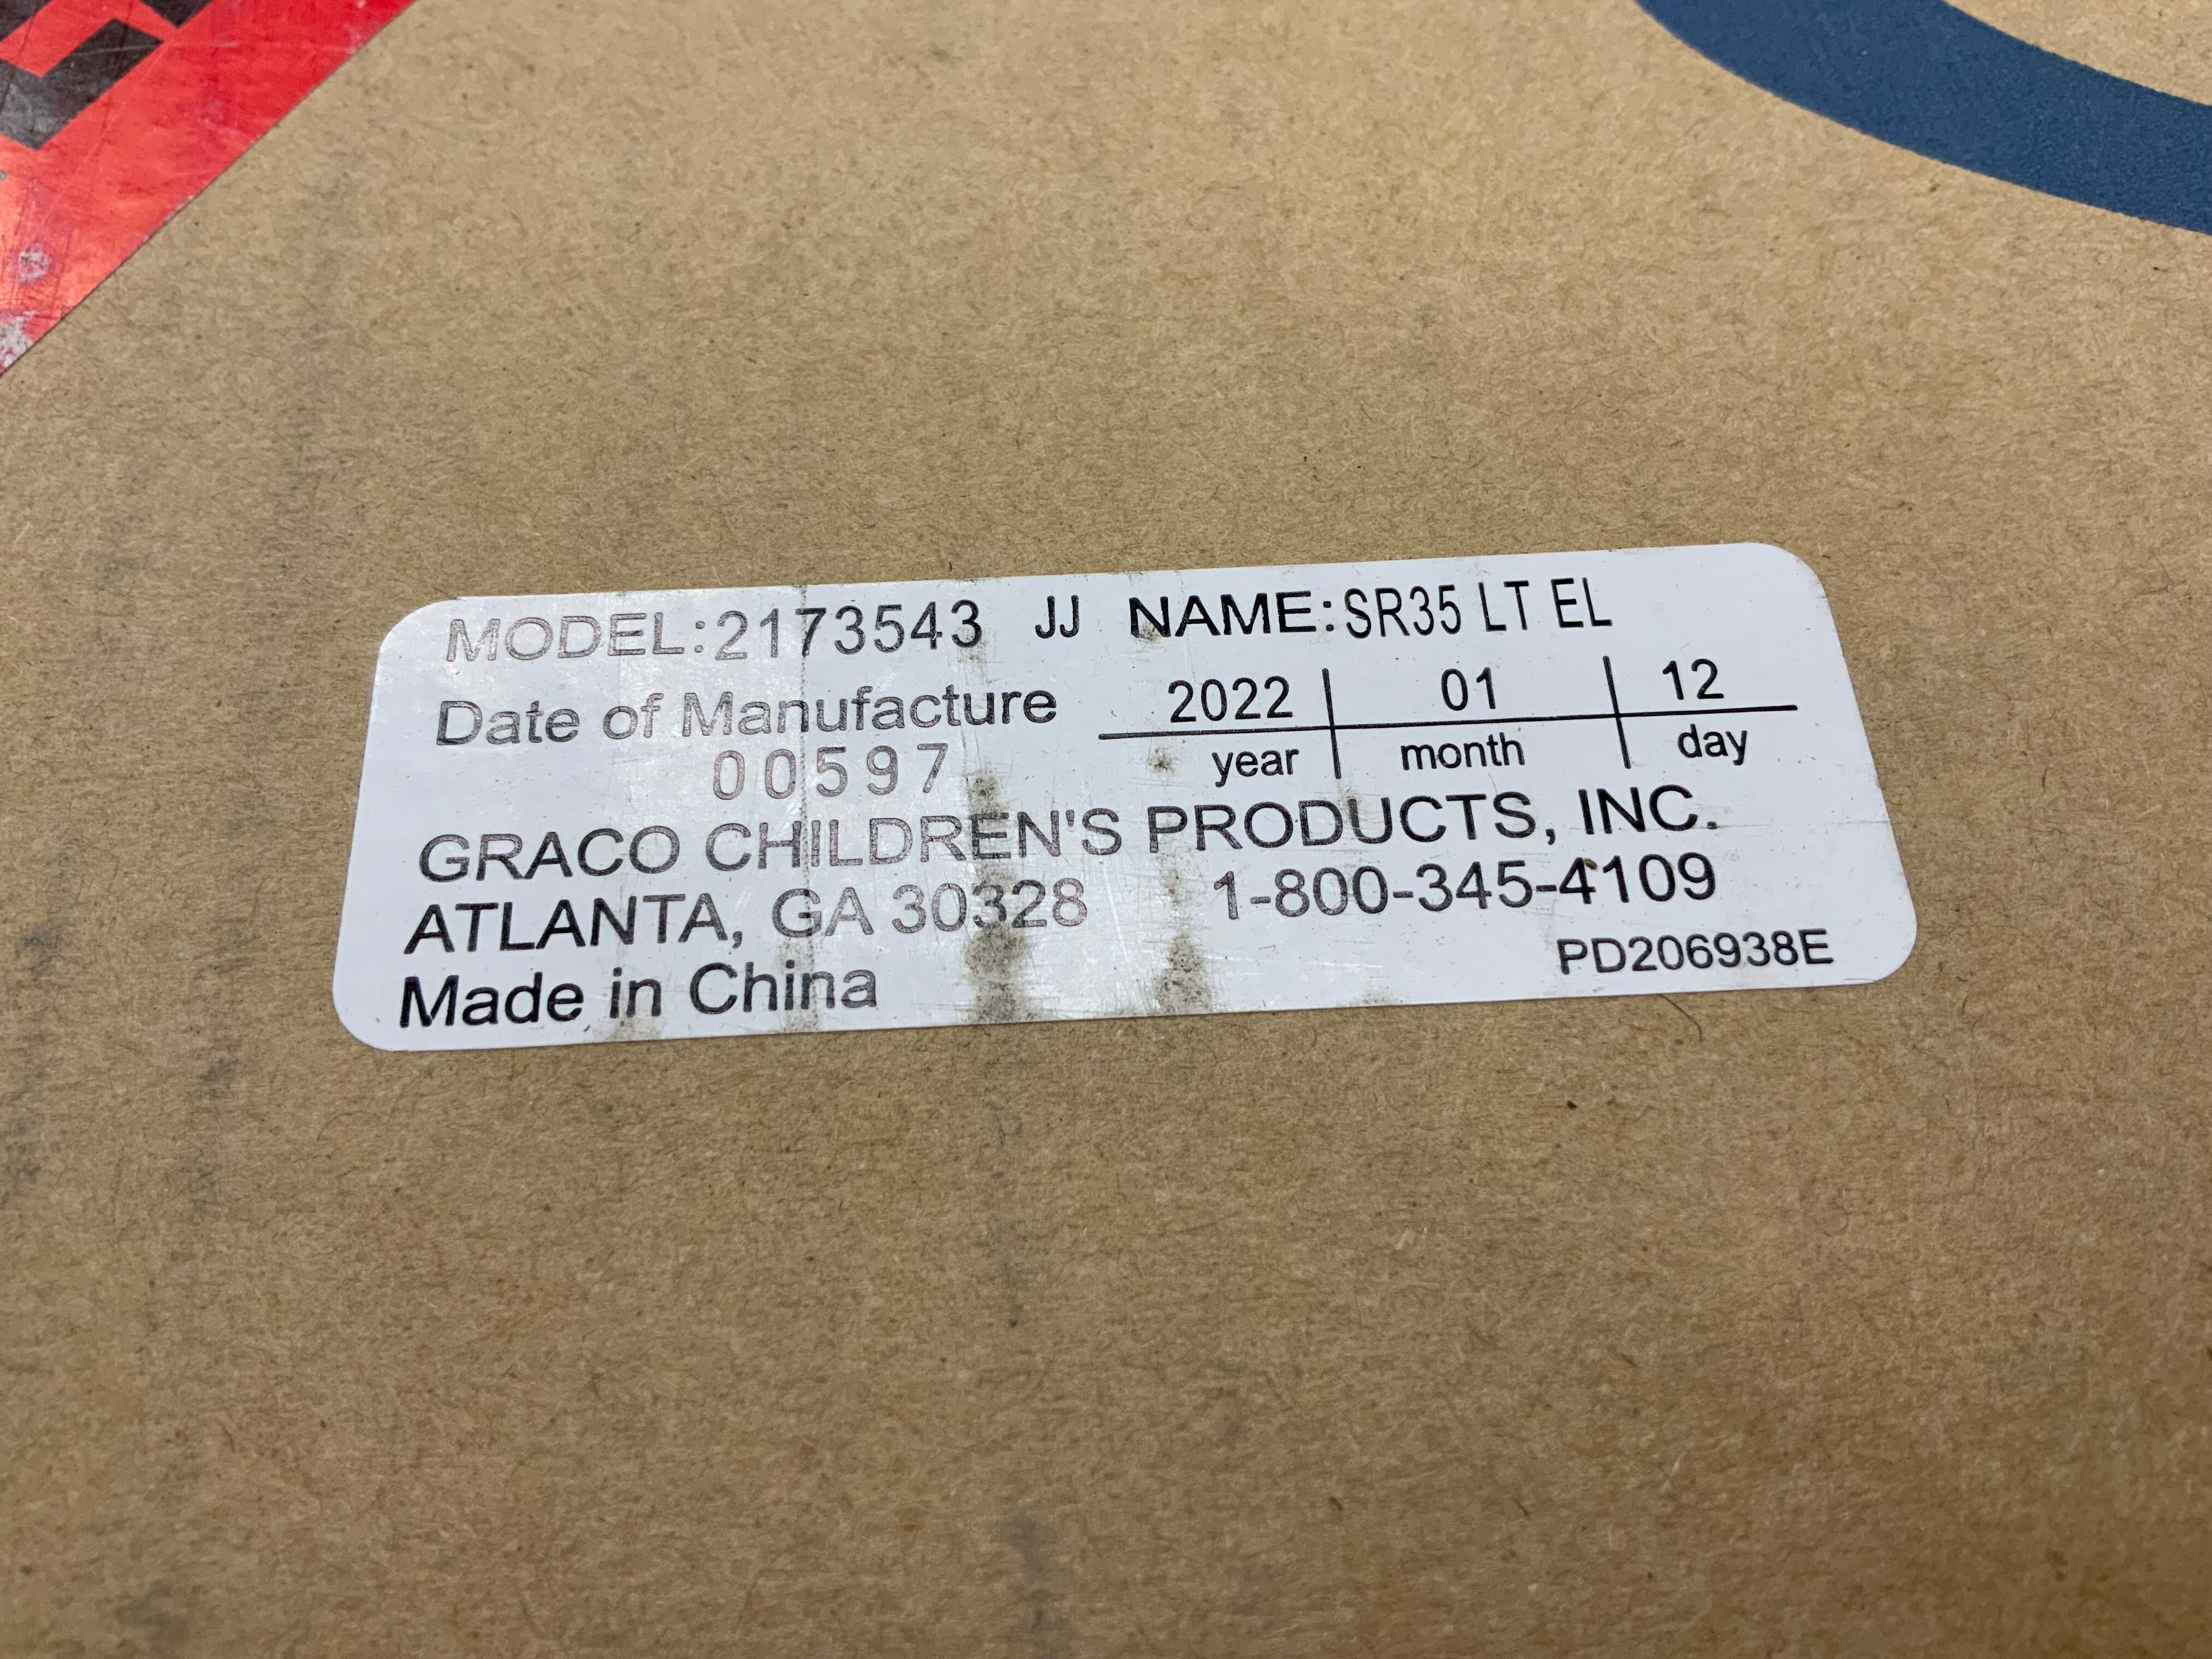 MODEL:2173543 JJ NAME:SR35 LT EL
Date of Manufacture 2022 01 12
year month day
00597
GRACO CHILDREN'S PRODUCTS, INC.
ATLANTA, GA 30328 1-800-345-4109
Made in China PD206938E